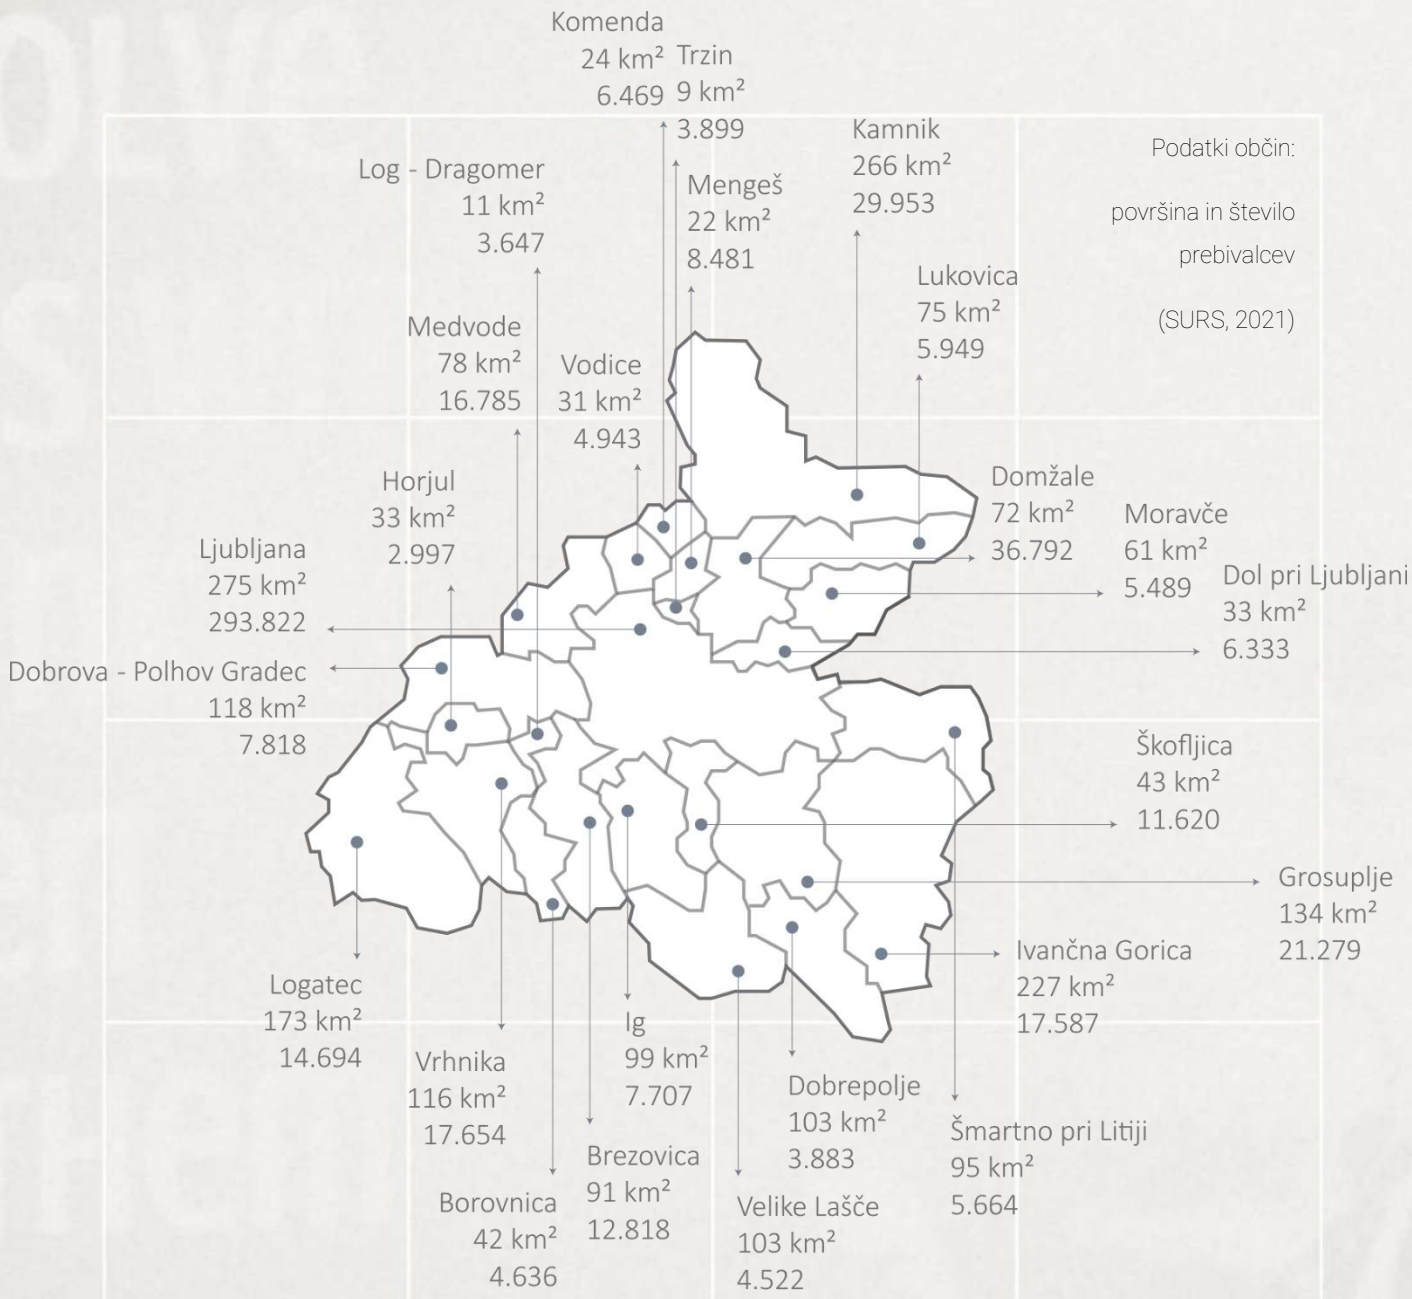 Komenda
24 km²
6.469
Trzin
9 km²
3.899
Kamnik
266 km²
29.953
Podatki občin:
površina in število
prebivalcev
(SURS, 2021)
Log - Dragomer
11 km²
3.647
Mengeš
22 km²
8.481
Lukovica
75 km²
5.949
Medvode
78 km²
16.785
Vodice
31 km²
4.943
Horjul
33 km²
2.997
Domžale
72 km²
36.792
Moravče
61 km²
5.489
Ljubljana
275 km²
293.822
Dol pri Ljubljani
33 km²
6.333
Dobrova - Polhov Gradec
118 km²
7.818
Škofljica
43 km²
11.620
Grosuplje
134 km²
21.279
Ivančna Gorica
227 km²
17.587
Logatec
173 km²
14.694
Vrhnika
116 km²
17.654
Ig
99 km²
7.707
Dobrepolje
103 km²
3.883
Šmartno pri Litiji
95 km²
5.664
Brezovica
91 km²
12.818
Borovnica
42 km²
4.636
Velike Lašče
103 km²
4.522